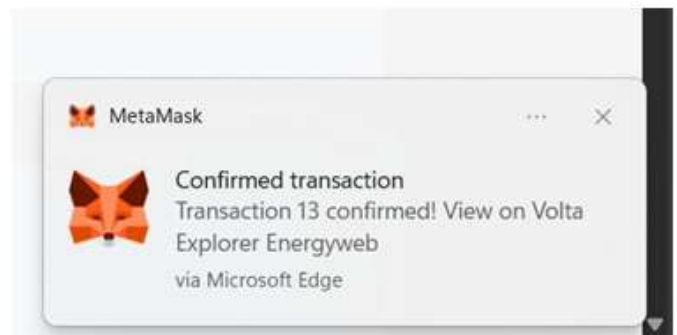 MetaMask
Confirmed transaction
Transaction 13 confirmed! View on Volta
Explorer Energyweb
via Microsoft Edge